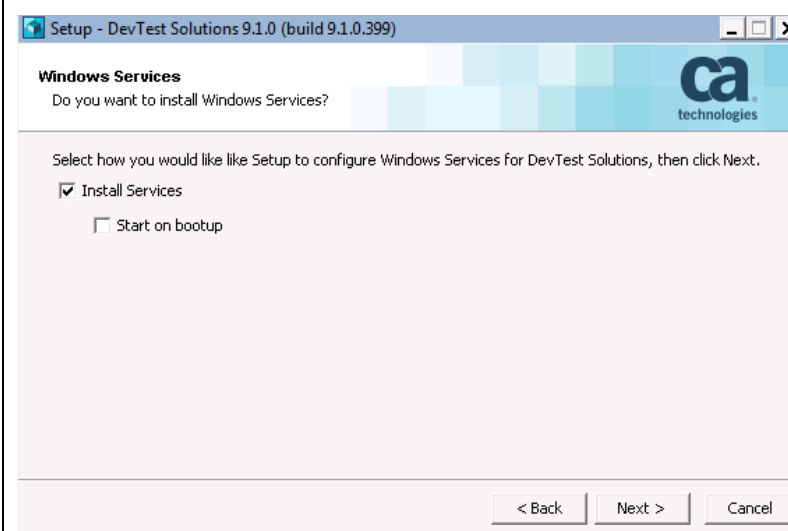 Setup - DevTest Solutions 9.1.0 (build 9.1.0.399)
Windows Services
Do you want to install Windows Services?
ca
technologies
Select how you would like like Setup to configure Windows Services for DevTest Solutions, then click Next.
Install Services
Start on bootup
< Back
Next >
Cancel